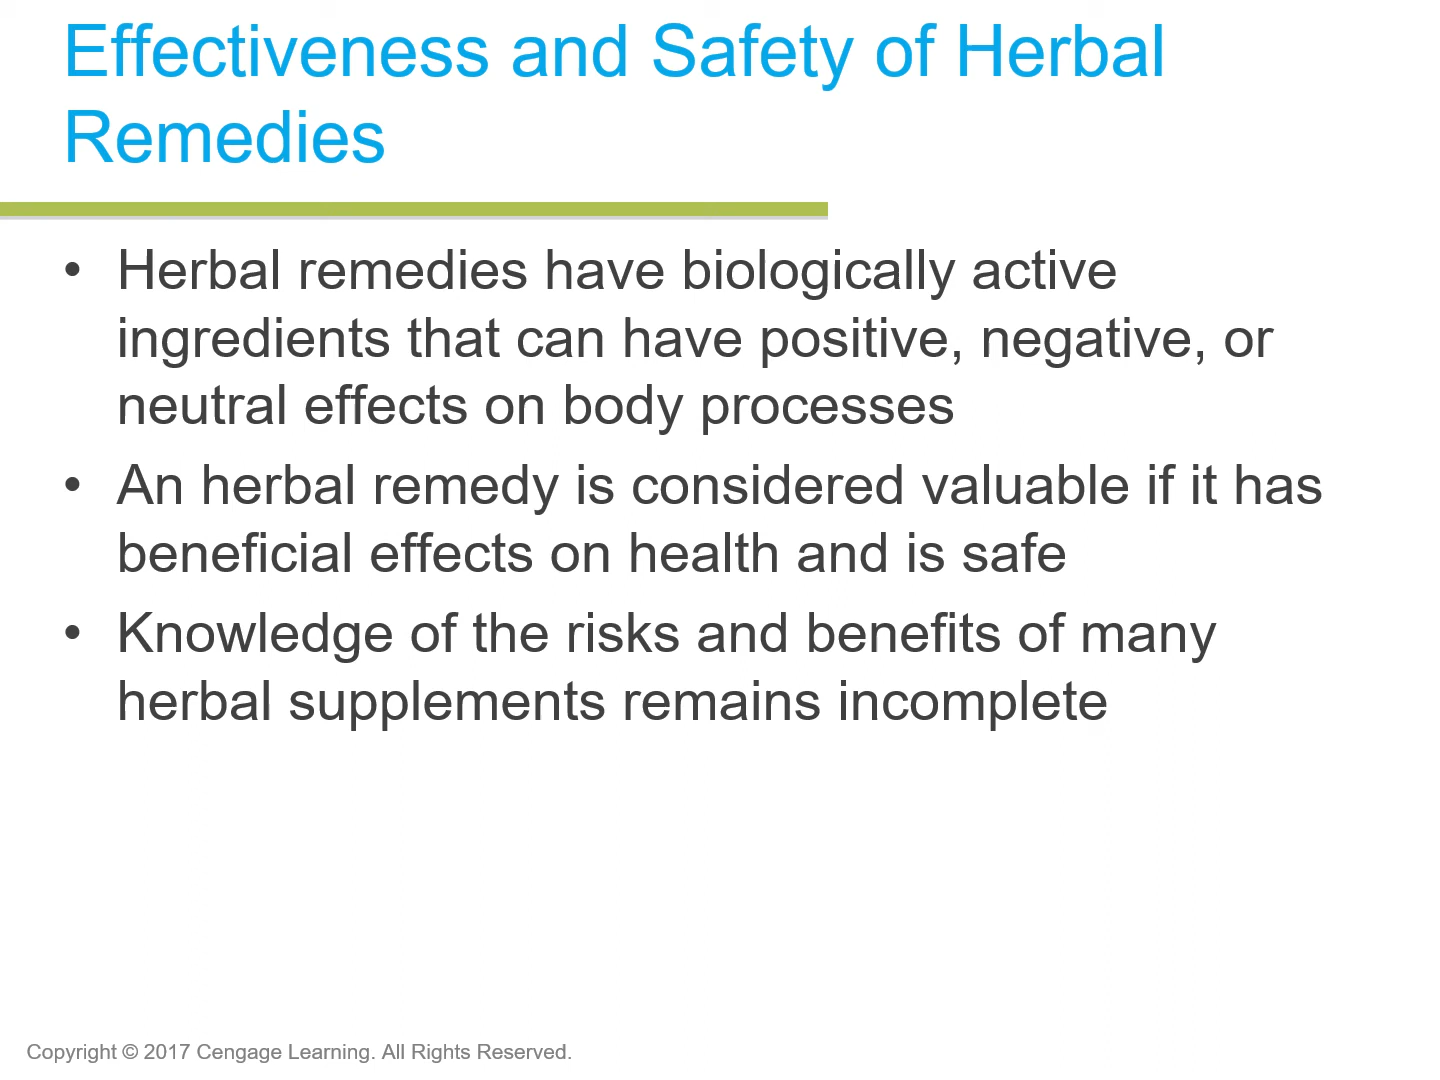 Effectiveness and Safety of Herbal
Remedies
• Herbal remedies have biologically active
ingredients that can have positive, negative, or
neutral effects on body processes
• An herbal remedy is considered valuable if it has
beneficial effects on health and is safe
• Knowledge of the risks and benefits of many
herbal supplements remains incomplete
Copyright © 2017 Cengage Learning. All Rights Reserved.